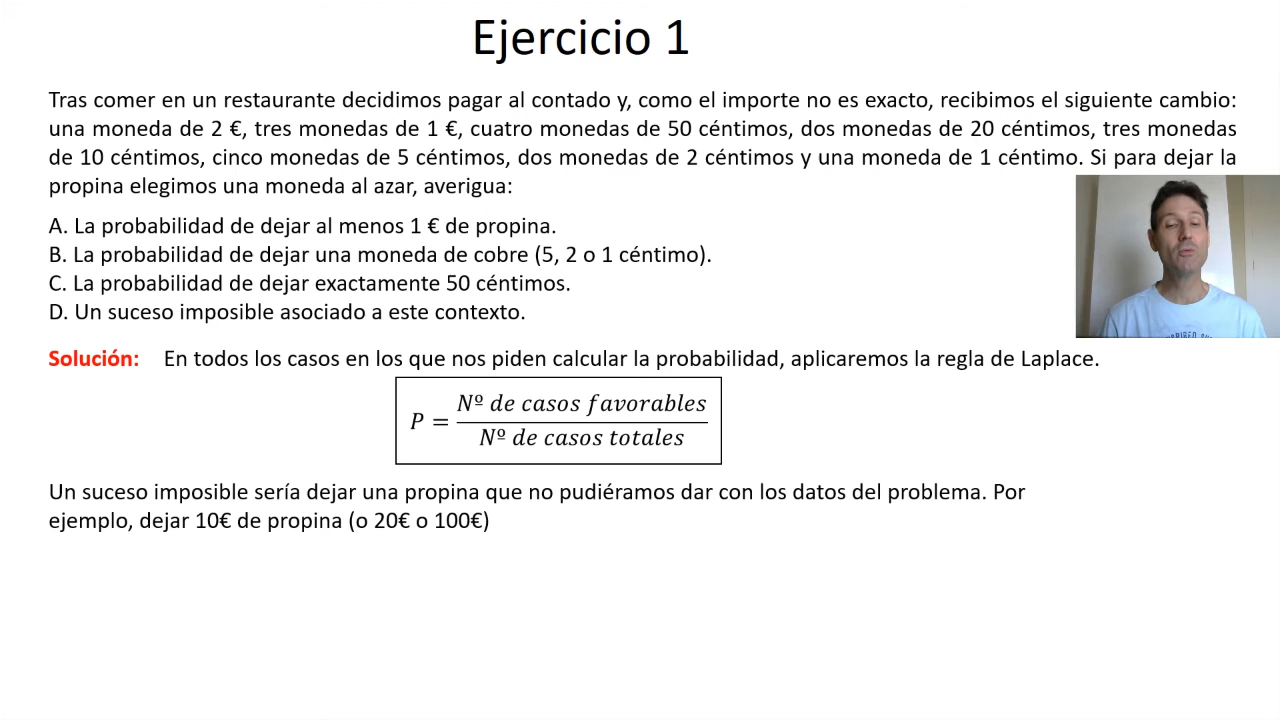 Ejercicio 1
Tras comer en un restaurante decidimos pagar al contado y, como el importe no es exacto, recibimos el siguiente cambio:
una moneda de 2 €, tres monedas de 1 €, cuatro monedas de 50 céntimos, dos monedas de 20 céntimos, tres monedas
de 10 céntimos, cinco monedas de 5 céntimos, dos monedas de 2 céntimos y una moneda de 1 céntimo. Si para dejar la
propina elegimos una moneda al azar, averigua:
A. La probabilidad de dejar al menos 1 € de propina.
B. La probabilidad de dejar una moneda de cobre (5, 2 o 1 céntimo).
C. La probabilidad de dejar exactamente 50 céntimos.
D. Un suceso imposible asociado a este contexto.
Solución: En todos los casos en los que nos piden calcular la probabilidad, aplicaremos la regla de Laplace.
P = Nº de casos favorables
Nº de casos totales
Un suceso imposible sería dejar una propina que no pudiéramos dar con los datos del problema. Por
ejemplo, dejar 10€ de propina (o 20€ o 100€)